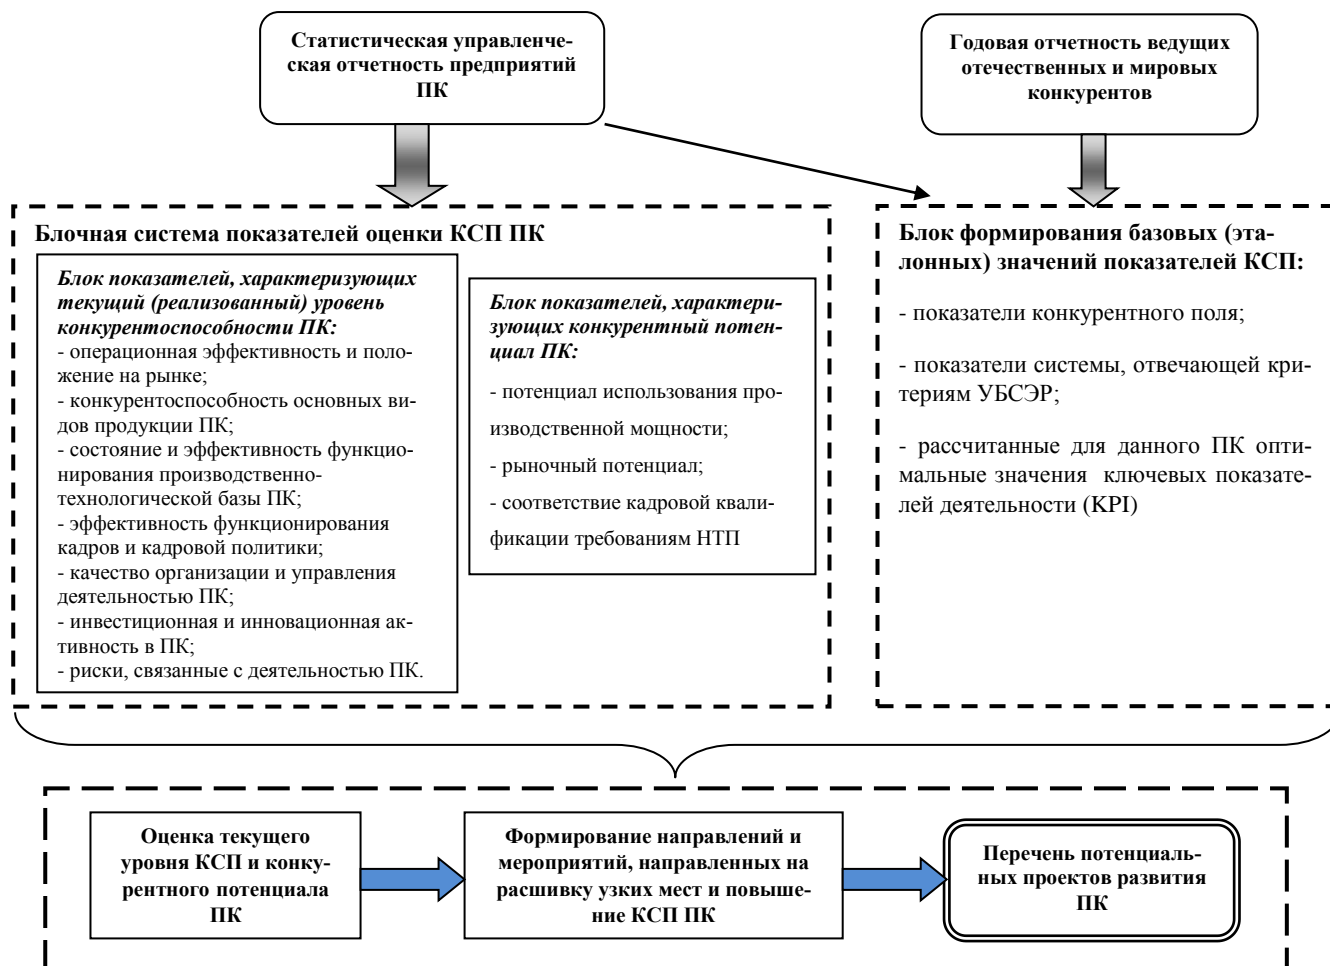 Статистическая управленче-
ская отчетность предприятий
ПК
Годовая отчетность ведущих
отечественных и мировых
конкурентов
Блочная система показателей оценки КСП ПК
Блок показателей, характеризующих
текущий (реализованный) уровень
конкурентоспособности ПК:
- операционная эффективность и поло-
жение на рынке;
- конкурентоспособность основных ви-
дов продукции ПК;
- состояние и эффективность функцио-
нирования производственно-
технологической базы ПК;
- эффективность функционирования
кадров и кадровой политики;
- качество организации и управления
деятельностью ПК;
- инвестиционная и инновационная ак-
тивность в ПК;
- риски, связанные с деятельностью ПК.
Блок показателей, характери-
зующих конкурентный потен-
циал ПК:
- потенциал использования про-
изводственной мощности;
- рыночный потенциал;
- соответствие кадровой квали-
фикации требованиям НТП
Блок формирования базовых (эта-
лонных) значений показателей КСП:
- показатели конкурентного поля;
- показатели системы, отвечающей кри-
териям УБСЭР;
- рассчитанные для данного ПК опти-
мальные значения ключевых показате-
лей деятельности (KPI)
Оценка текущего
уровня КСП и конку-
рентного потенциала
ПК
Формирование направлений и
мероприятий, направленных на
расшивку узких мест и повыше-
ние КСП ПК
Перечень потенциаль-
ных проектов развития
ПК